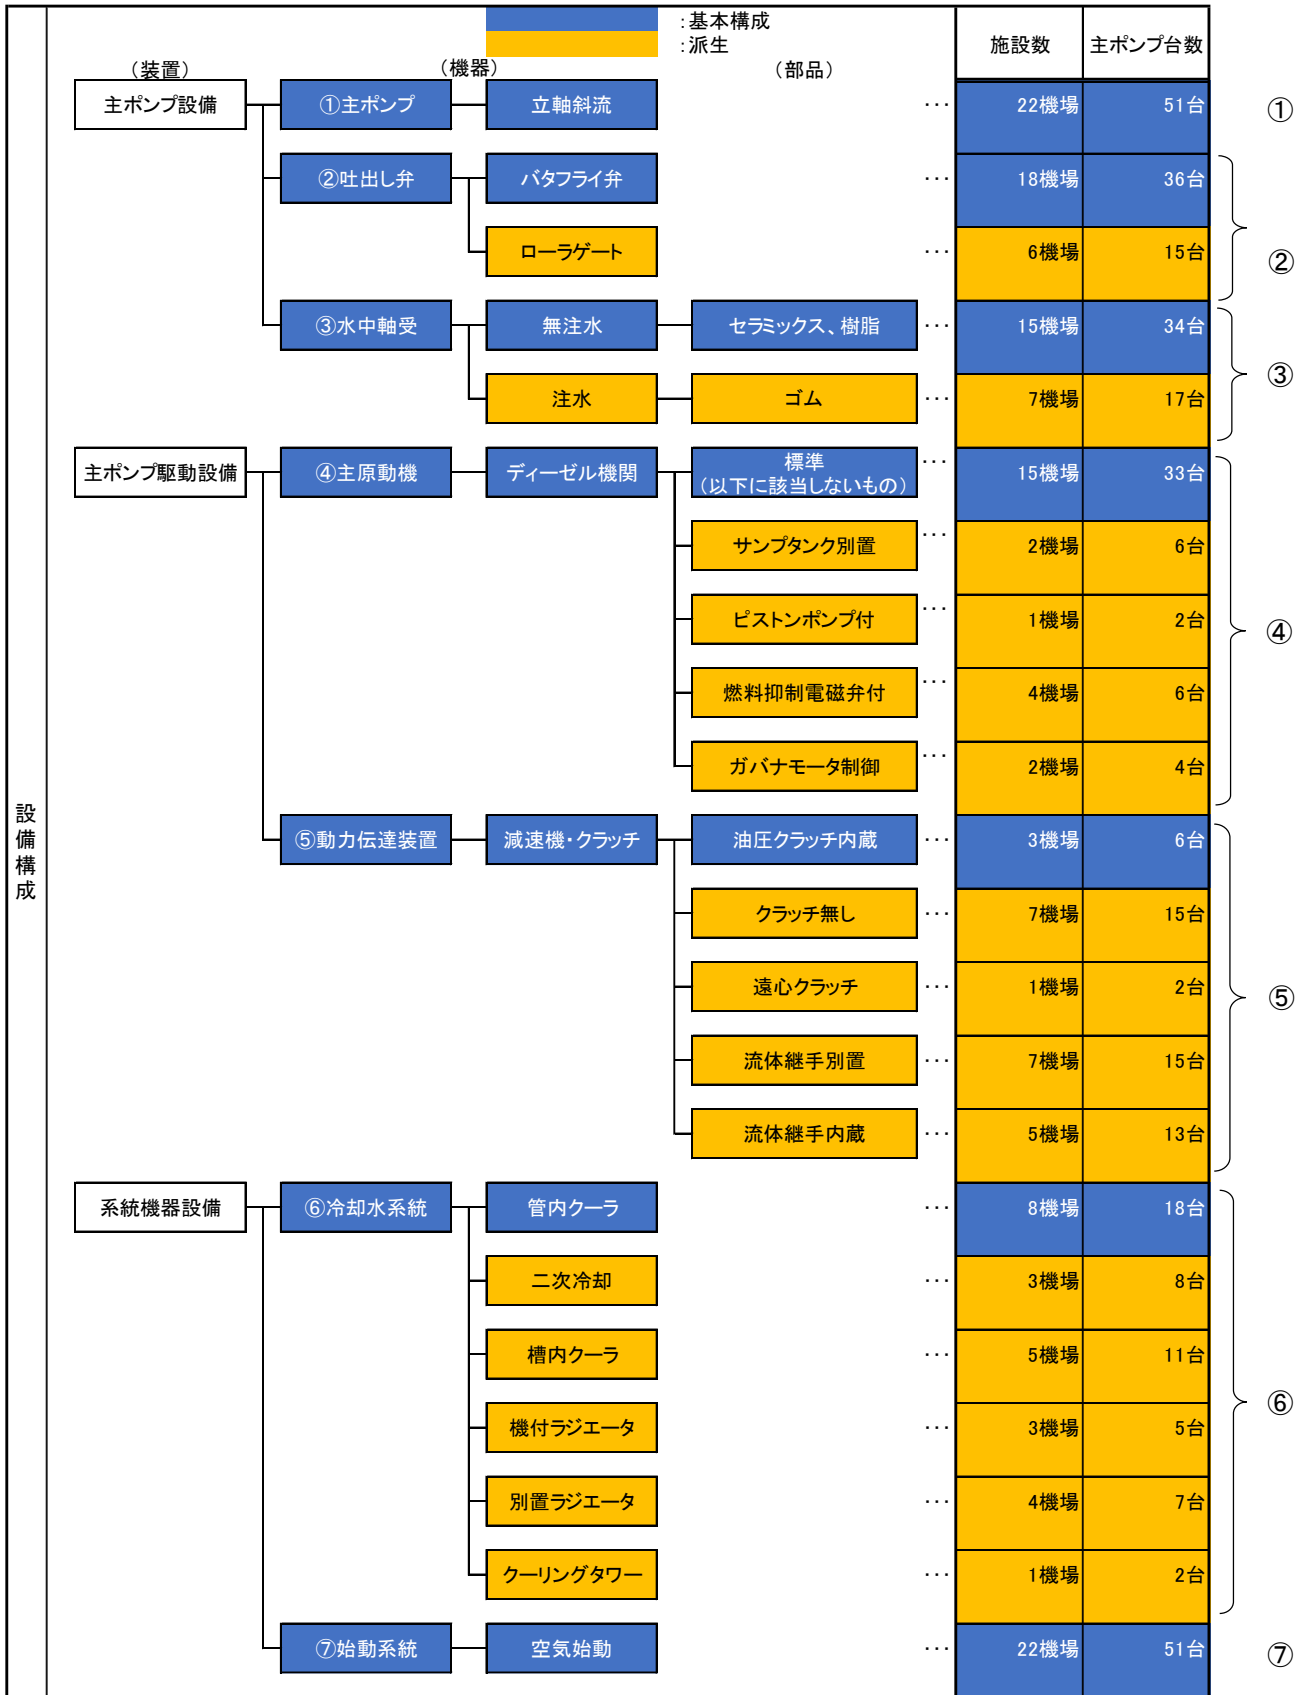 :基本構成
:派生
施設数 主ポンプ台数
（装置） （機器） （部品）
主ポンプ設備 ①主ポンプ 立軸斜流 ･･･ 22機場 51台 ①
②吐出し弁 バタフライ弁 ･･･ 18機場 36台
ローラゲート ･･･ 6機場 15台 ②
③水中軸受 無注水 セラミックス、樹脂 ･･･ 15機場 34台
③
注水 ゴム ･･･ 7機場 17台
主ポンプ駆動設備 ④主原動機 ディーゼル機関 標準 ･･･ 15機場 33台
（以下に該当しないもの）
サンプタンク別置 ･･･ 2機場 6台
ピストンポンプ付 ･･･ 1機場 2台 ④
燃料抑制電磁弁付 ･･･ 4機場 6台
ガバナモータ制御 ･･･ 2機場 4台
設備構成
⑤動力伝達装置 減速機・クラッチ 油圧クラッチ内蔵 ･･･ 3機場 6台
クラッチ無し ･･･ 7機場 15台
遠心クラッチ ･･･ 1機場 2台 ⑤
流体継手別置 ･･･ 7機場 15台
流体継手内蔵 ･･･ 5機場 13台
系統機器設備 ⑥冷却水系統 管内クーラ ･･･ 8機場 18台
二次冷却 ･･･ 3機場 8台
槽内クーラ ･･･ 5機場 11台
⑥
機付ラジエータ ･･･ 3機場 5台
別置ラジエータ ･･･ 4機場 7台
クーリングタワー ･･･ 1機場 2台
⑦始動系統 空気始動 ･･･ 22機場 51台 ⑦